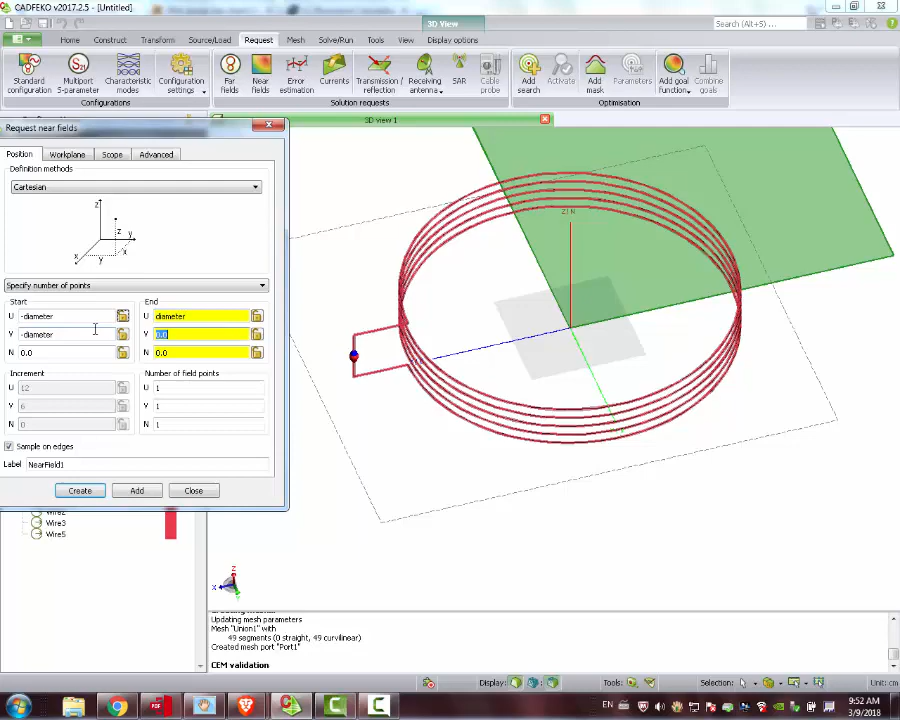 CADFEKO v2017.2.5 - [Untitled]
3D View
Home Construct Transform Source/Load Request Mesh Solve/Run Tools View Display options
Search (Alt+S) ...
Standard configuration
Multiport S-parameter
Characteristic modes
Configuration settings
Far fields
Near fields
Error estimation
Currents
Transmission / reflection
Receiving antenna
SAR
Cable probe
Add search
Activate
Add mask
Parameters
Add goal function
Combine goals
Configurations
Solution requests
Optimisation
Request near fields
3D view 1
Position Workplane Scope Advanced
Definition methods
Cartesian
z
z
y
x
x
y
Specify number of points
Start End
U -diameter diameter
V -diameter 0.0
N 0.0 N 0.0
Increment Number of field points
U 12 U 1
V 6 V 1
N 0 N 1
Sample on edges
Label NearField1
Create Add Close
Wire3
Wire5
Z
X
Updating mesh parameters
Mesh "Union1" with
49 segments (0 straight, 49 curvilinear)
Created mesh port "Port1"
CEM validation
Display: Tools: Selection: Unit: cm
PDF
EN
9:52 AM
3/9/2018